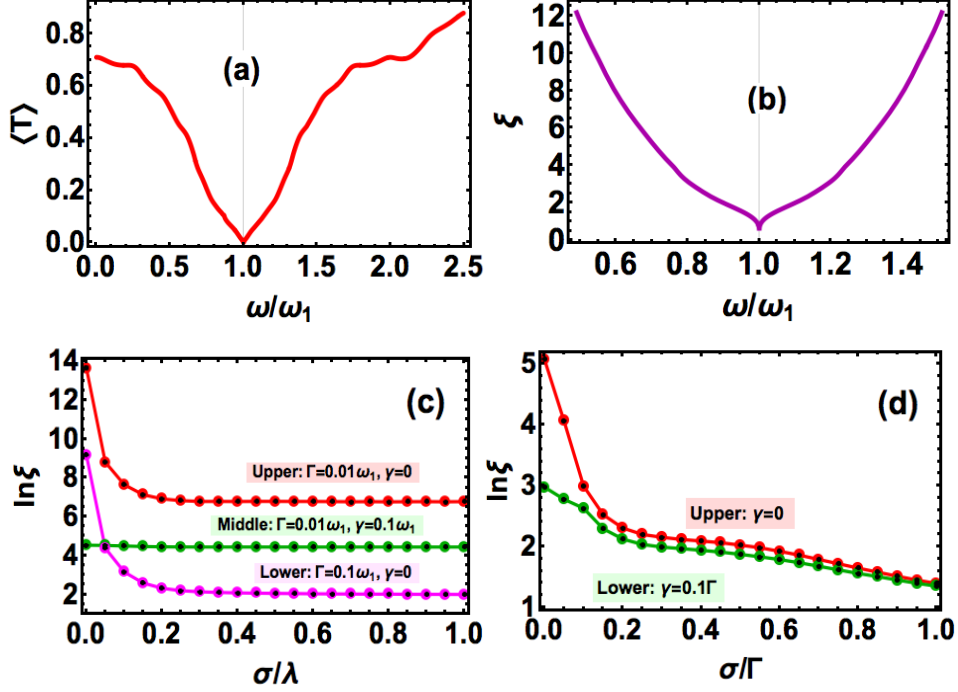 0.8
0.6
0.4
0.2
0.0
⟨T⟩
(a)
0.0 0.5 1.0 1.5 2.0 2.5
ω/ω₁
12
10
8
6
4
2
0
ξ
(b)
0.6 0.8 1.0 1.2 1.4
ω/ω₁
14
12
10
8
6
4
2
lnξ
(c)
Upper: Γ=0.01ω₁, γ=0
Middle: Γ=0.01ω₁, γ=0.1ω₁
Lower: Γ=0.1ω₁, γ=0
0.0 0.2 0.4 0.6 0.8 1.0
σ/λ
5
4
3
2
1
lnξ
(d)
Upper: γ=0
Lower: γ=0.1Γ
0.0 0.2 0.4 0.6 0.8 1.0
σ/Γ